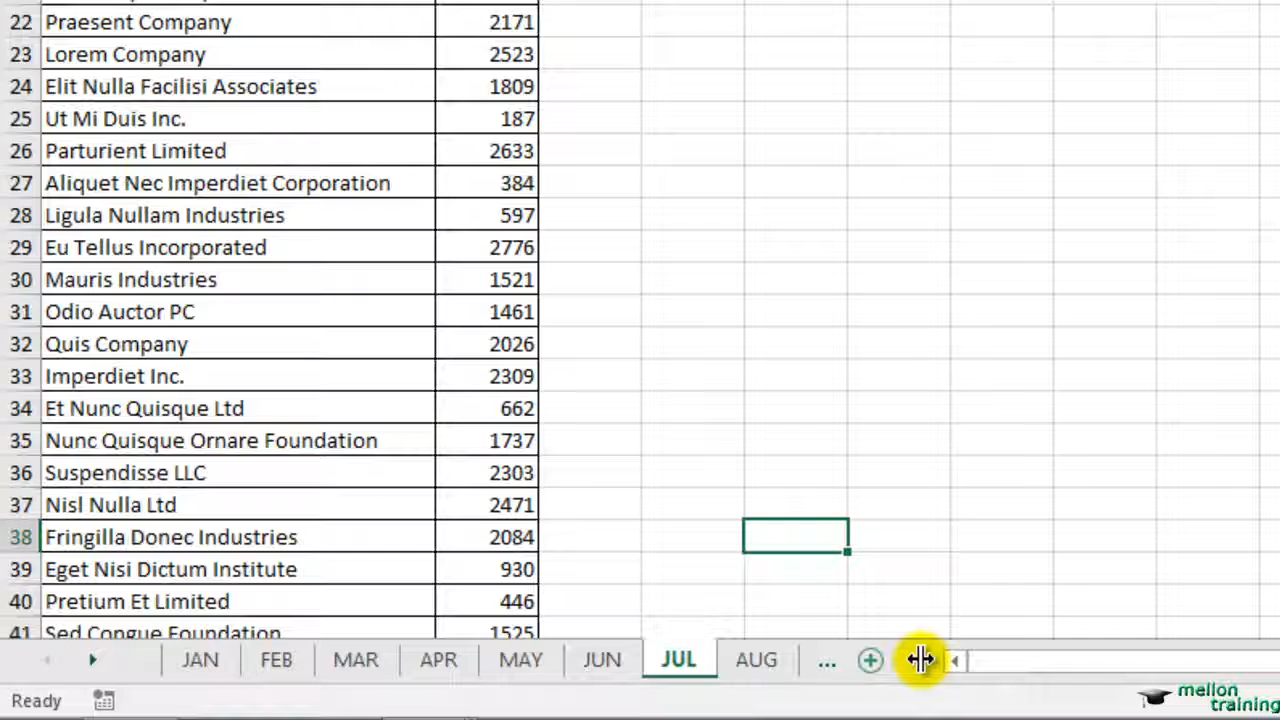 22 Praesent Company 2171
23 Lorem Company 2523
24 Elit Nulla Facilisi Associates 1809
25 Ut Mi Duis Inc. 187
26 Parturient Limited 2633
27 Aliquet Nec Imperdiet Corporation 384
28 Ligula Nullam Industries 597
29 Eu Tellus Incorporated 2776
30 Mauris Industries 1521
31 Odio Auctor PC 1461
32 Quis Company 2026
33 Imperdiet Inc. 2309
34 Et Nunc Quisque Ltd 662
35 Nunc Quisque Ornare Foundation 1737
36 Suspendisse LLC 2303
37 Nisl Nulla Ltd 2471
38 Fringilla Donec Industries 2084
39 Eget Nisi Dictum Institute 930
40 Pretium Et Limited 446
41 Sed Congue Foundation 1525
JAN FEB MAR APR MAY JUN JUL AUG ...
Ready
mellon
training